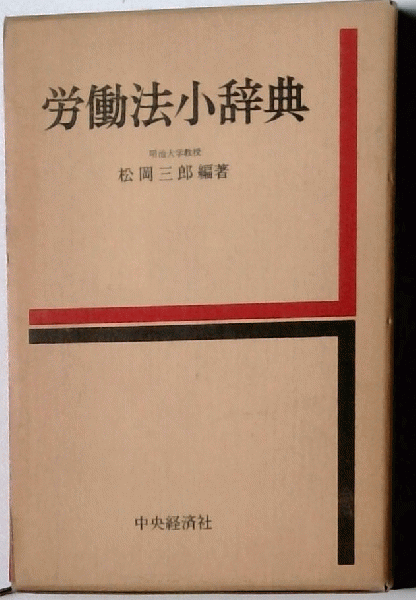 労働法小辞典
明治大学教授
松岡三郎編著
中央経済社